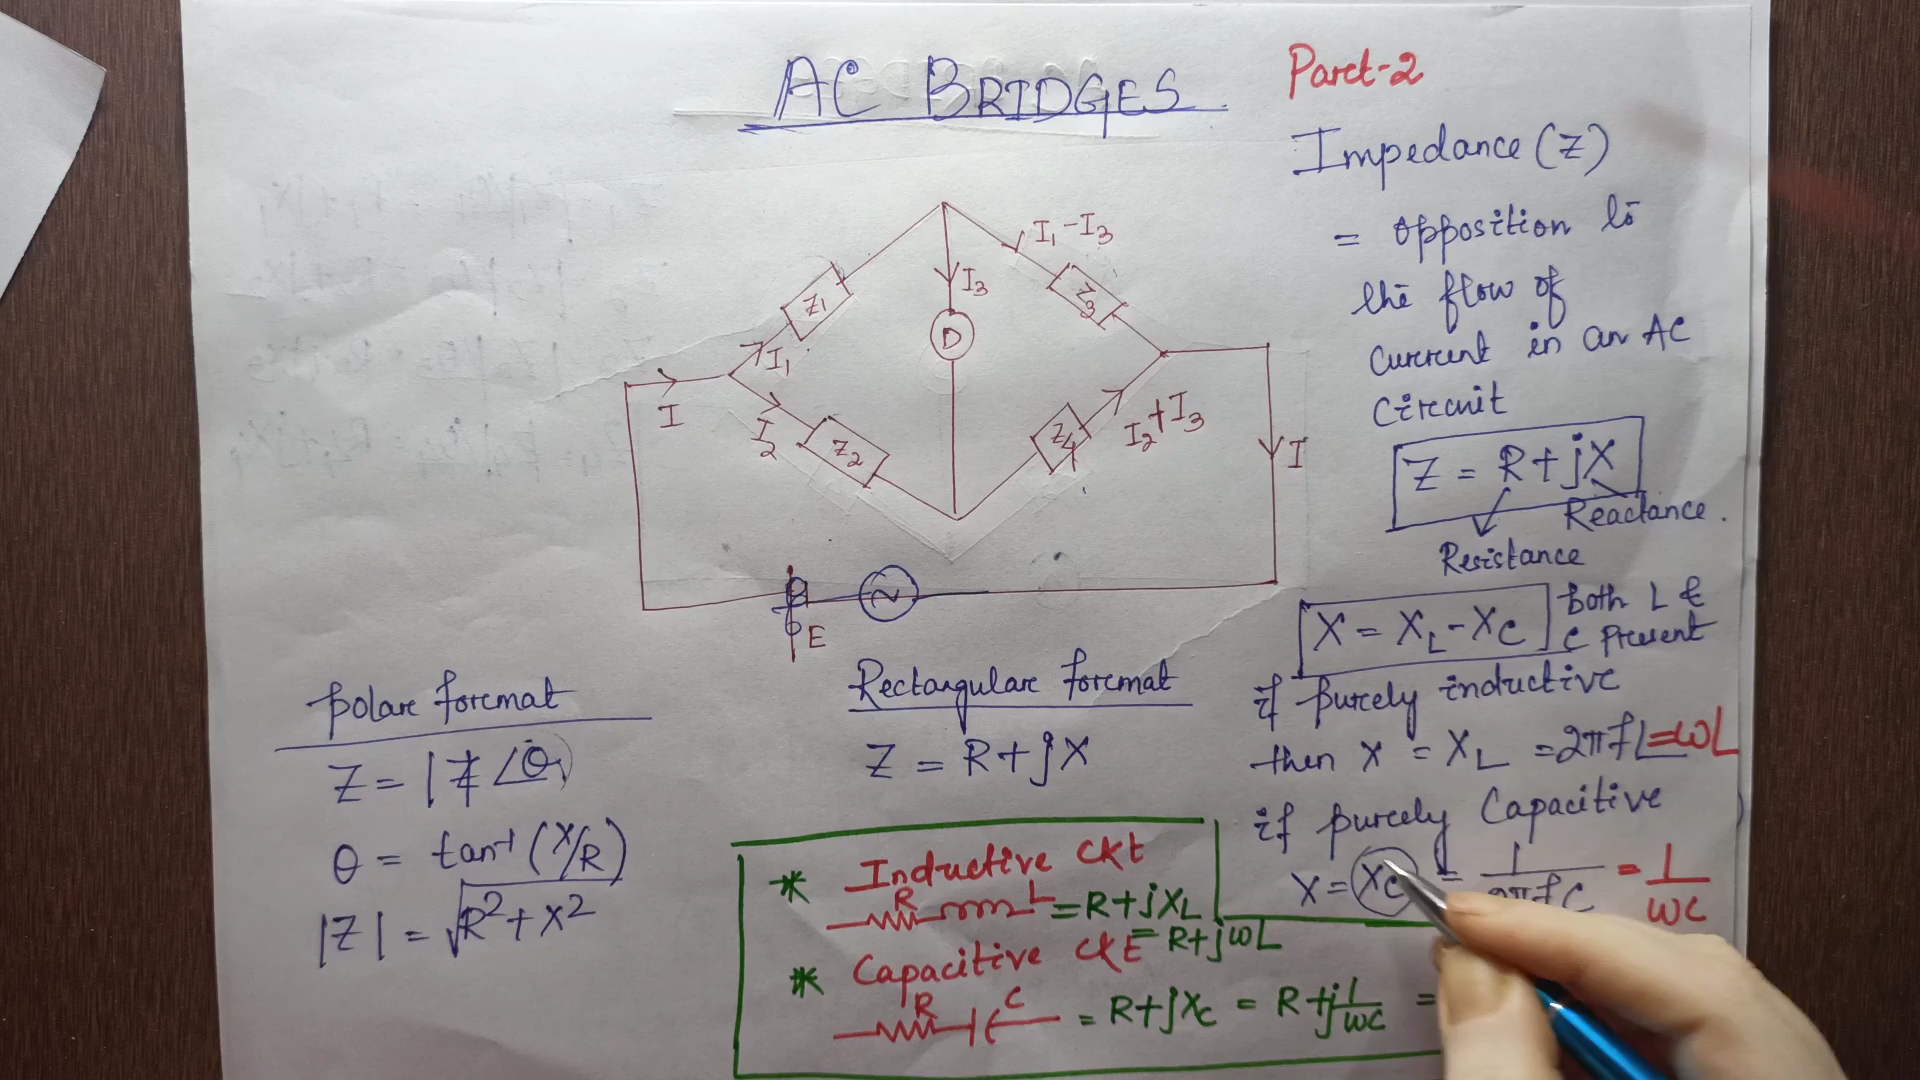 AC BRIDGES
Part-2
Impedance (Z)
= opposition to
the flow of
Current in an AC
Circuit
Z = R + jX
Reactance.
Resistance
X = XL - XC both L &
C Present
if purely inductive
then X = XL = 2πfL = ωL
if purely Capacitive
X = XC = 1/2πfC = 1/ωC
I1 - I3
I3
Z1
Z3
D
I1
I
I2
Z2
Z4
I2 + I3
I
E
Polar format
Z = |Z ∠θ
θ = tan-1 (X/R)
|Z| = √R2 + X2
Rectangular format
Z = R + jX
* Inductive ckt
R L = R + jXL
= R + jωL
* Capacitive ckt
R C = R + jXC = R + j1/ωC =